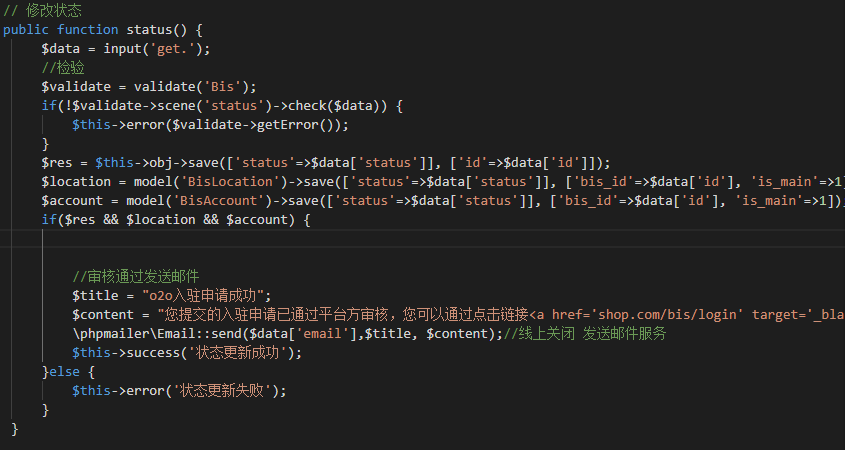 // 修改状态
public function status() {
$data = input('get.');
//检验
$validate = validate('Bis');
if(!$validate->scene('status')->check($data)) {
$this->error($validate->getError());
}
$res = $this->obj->save(['status'=>$data['status']], ['id'=>$data['id']]);
$location = model('BisLocation')->save(['status'=>$data['status']], ['bis_id'=>$data['id'], 'is_main'=>1]
$account = model('BisAccount')->save(['status'=>$data['status']], ['bis_id'=>$data['id'], 'is_main'=>1])
if($res && $location && $account) {
//审核通过发送邮件
$title = "o2o入驻申请成功";
$content = "您提交的入驻申请已通过平台方审核，您可以通过点击链接<a href='shop.com/bis/login' target='_bla
\phpmailer\Email::send($data['email'],$title, $content);//线上关闭 发送邮件服务
$this->success('状态更新成功');
}else {
$this->error('状态更新失败');
}
}